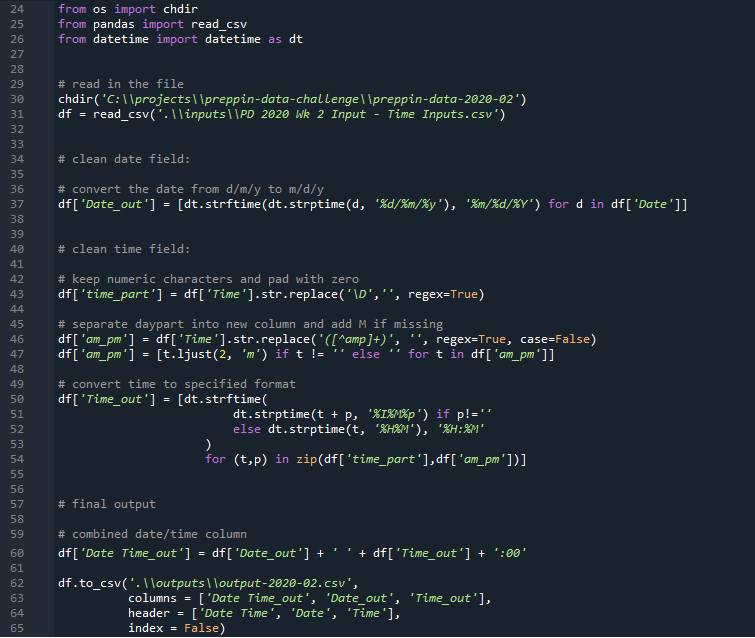 24 from os import chdir
25 from pandas import read_csv
26 from datetime import datetime as dt
27
28
29 # read in the file
30 chdir('C:\\projects\\preppin-data-challenge\\preppin-data-2020-02')
31 df = read_csv('.\\inputs\\PD 2020 Wk 2 Input - Time Inputs.csv')
32
33
34 # clean date field:
35
36 # convert the date from d/m/y to m/d/y
37 df['Date_out'] = [dt.strftime(dt.strptime(d, '%d/%m/%y'), '%m/%d/%Y') for d in df['Date']]
38
39
40 # clean time field:
41
42 # keep numeric characters and pad with zero
43 df['time_part'] = df['Time'].str.replace('\D','', regex=True)
44
45 # separate daypart into new column and add M if missing
46 df['am_pm'] = df['Time'].str.replace('([^amp]+)', '', regex=True, case=False)
47 df['am_pm'] = [t.ljust(2, 'm') if t != '' else '' for t in df['am_pm']]
48
49 # convert time to specified format
50 df['Time_out'] = [dt.strftime(
51 dt.strptime(t + p, '%I%M%p') if p!=''
52 else dt.strptime(t, '%H%M'), '%H:%M'
53 )
54 for (t,p) in zip(df['time_part'],df['am_pm'])]
55
56
57 # final output
58
59 # combined date/time column
60 df['Date Time_out'] = df['Date_out'] + ' ' + df['Time_out'] + ':00'
61
62 df.to_csv('.\\outputs\\output-2020-02.csv',
63 columns = ['Date Time_out', 'Date_out', 'Time_out'],
64 header = ['Date Time', 'Date', 'Time'],
65 index = False)